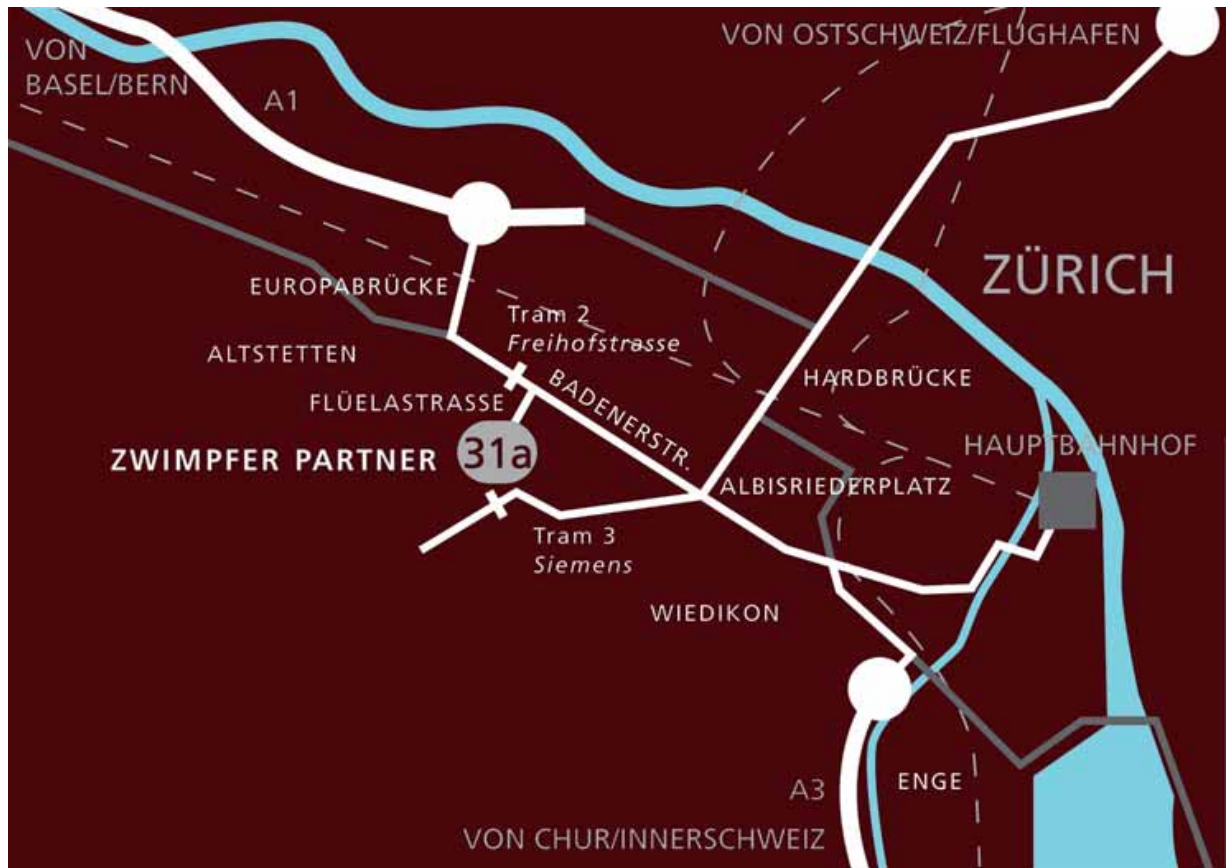 VON OSTSCHWEIZ/FLUGHAFEN
VON
BASEL/BERN
A1
ZÜRICH
EUROPABRÜCKE
Tram 2
Freihofstrasse
ALTSTETTEN
HARDBRÜCKE
FLÜELASTRASSE
BADENERSTR.
HAUPTBAHNHOF
ZWIMPFER PARTNER
31a
ALBISRIEDERPLATZ
Tram 3
Siemens
WIEDIKON
ENGE
A3
VON CHUR/INNERSCHWEIZ